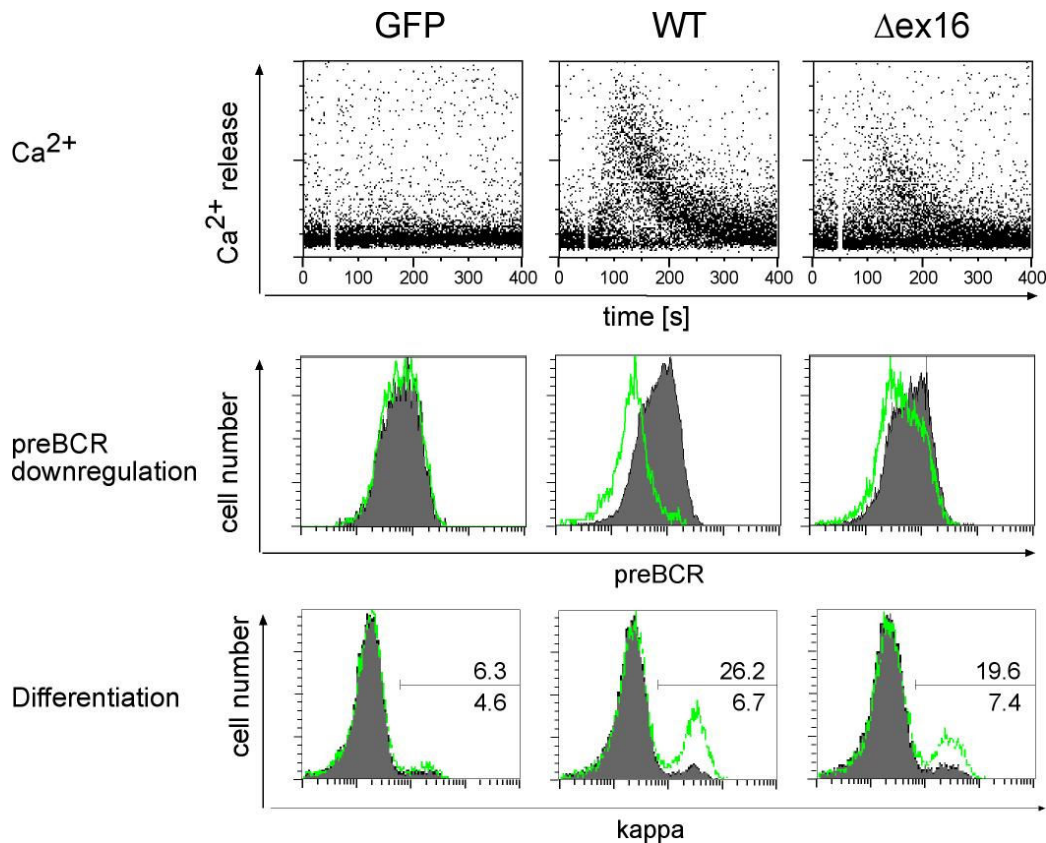 GFP WT Δex16
Ca2+
Ca2+ release
0 100 200 300 400 0 100 200 300 400 0 100 200 300 400
time [s]
preBCR
downregulation
cell number
preBCR
Differentiation
cell number
6.3 26.2 19.6
4.6 6.7 7.4
kappa